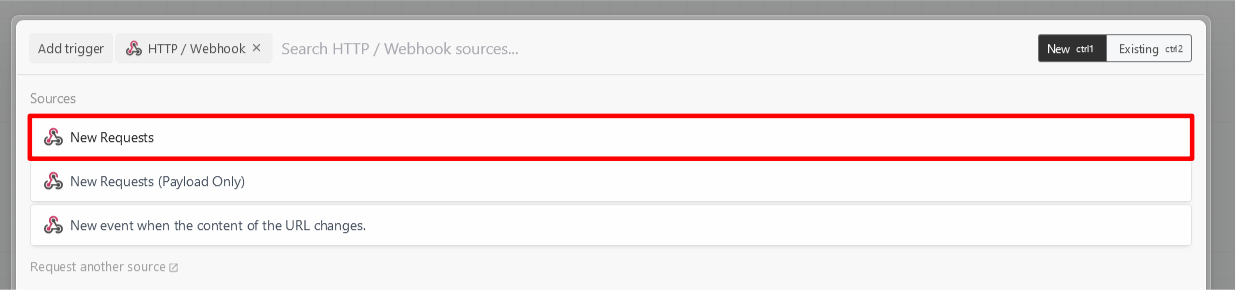 Add trigger HTTP / Webhook × Search HTTP / Webhook sources... New ctrl1 Existing ctrl2
Sources
New Requests
New Requests (Payload Only)
New event when the content of the URL changes.
Request another source